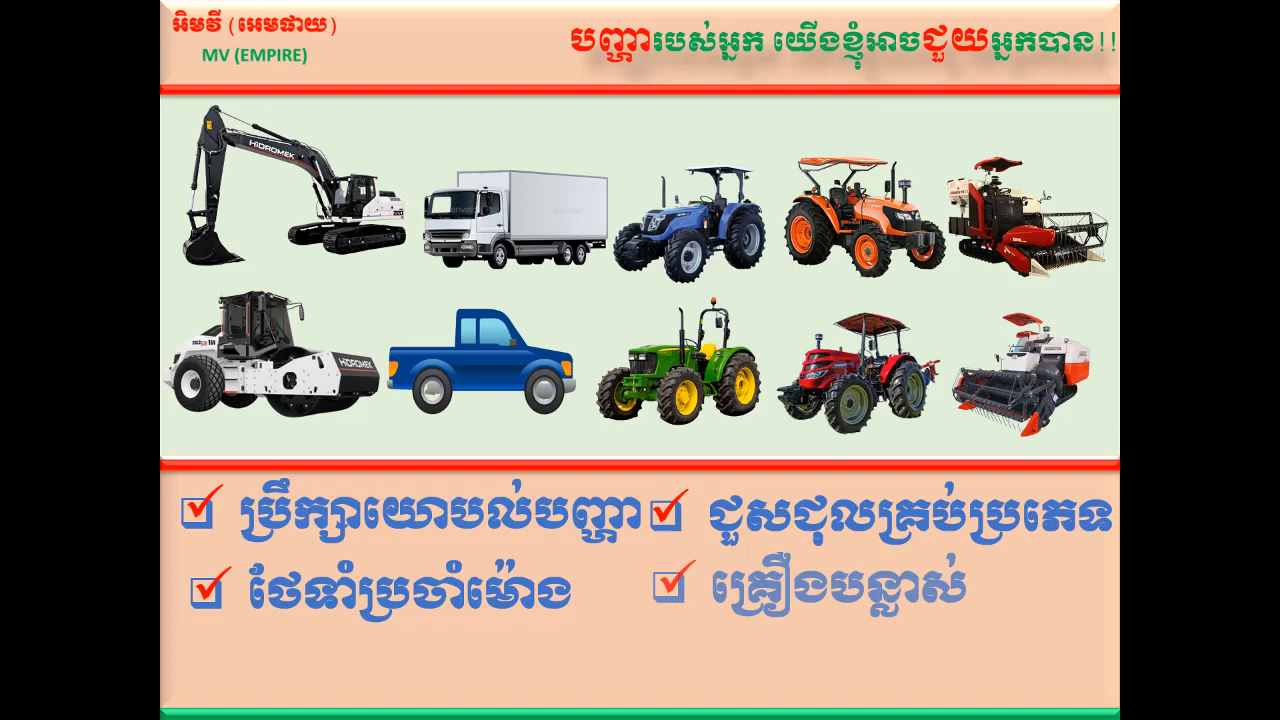 អិមវី (អេមផាយ)
MV (EMPIRE)
បញ្ហារបស់អ្នក យើងខ្ញុំអាចជួយអ្នកបាន!!
HiDROMEK
HiDROMEK
ប្រឹក្សាយោបល់បញ្ហា
ជួសជុលគ្រប់ប្រភេទ
ថែទាំប្រចាំម៉ោង
គ្រឿងបន្លាស់